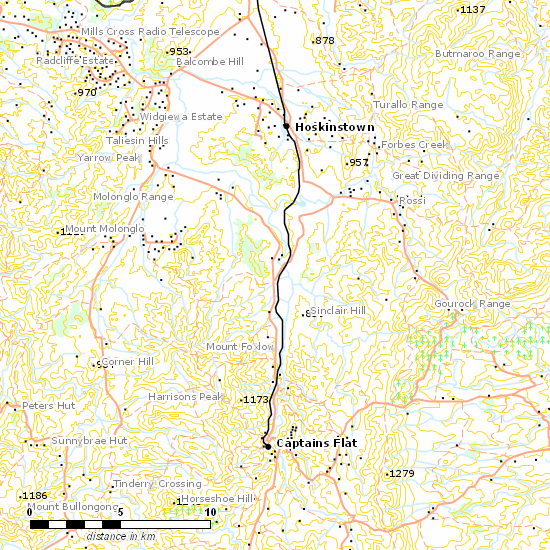 1137
Mills Cross Radio Telescope
878
953
Butmaroo Range
Radcliffe Estate
Balcombe Hill
970
Turallo Range
Widgiewa Estate
Hoskinstown
Taliesin Hills
Forbes Creek
Yarrow Peak
957
Great Dividing Range
Molonglo Range
Rossi
Mount Molonglo
Gourock Range
Sinclair Hill
Mount Foxlow
Corner Hill
Harrisons Peak
1173
Peters Hut
Sunnybrae Hut
Captains Flat
1279
Tinderry Crossing
1186
Horseshoe Hill
Mount Bullongong
0 5 10
distance in km